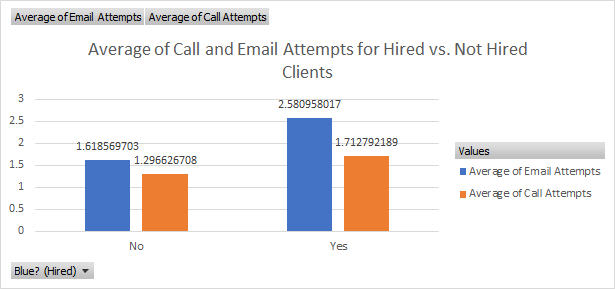 Average of Email Attempts Average of Call Attempts
Average of Call and Email Attempts for Hired vs. Not Hired
Clients
3
2.5
2
1.5
1
0.5
0
1.618569703
1.296626708
2.580958017
1.712792189
No
Yes
Values
Average of Email Attempts
Average of Call Attempts
Blue? (Hired)